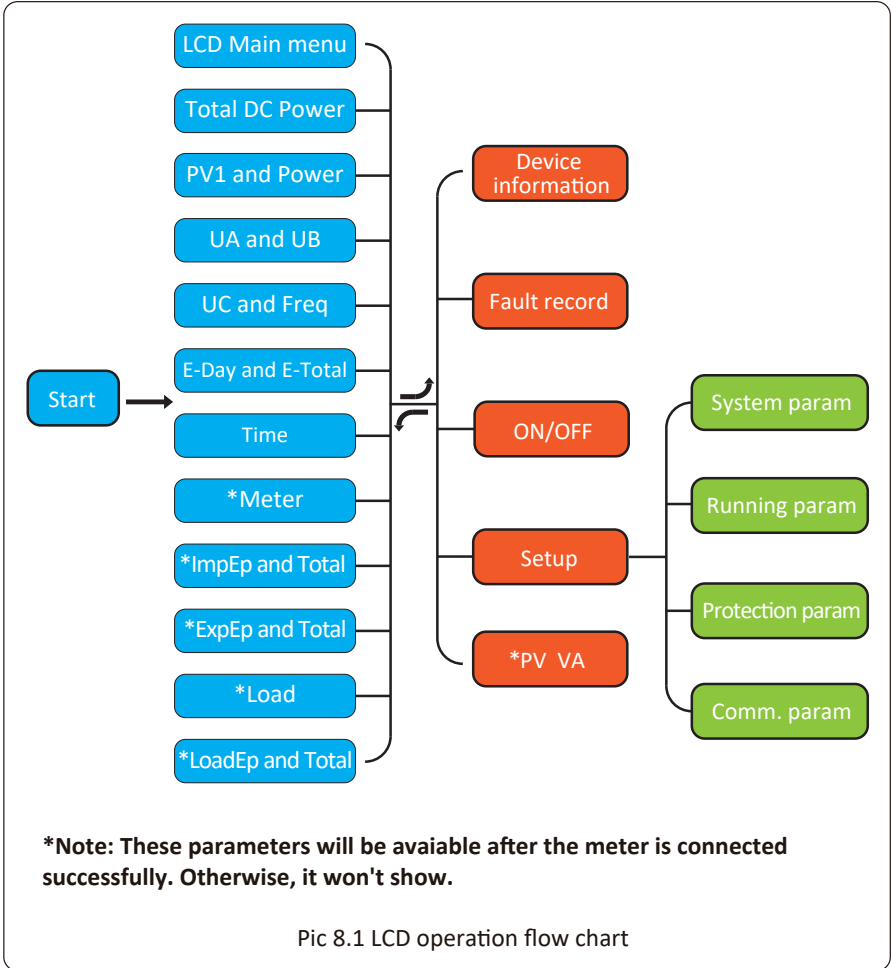 LCD Main menu
Total DC Power
PV1 and Power
UA and UB
UC and Freq
E-Day and E-Total
Time
*Meter
*ImpEp and Total
*ExpEp and Total
*Load
*LoadEp and Total
Start
Device
information
Fault record
ON/OFF
Setup
*PV VA
System param
Running param
Protection param
Comm. param
*Note: These parameters will be avaiable after the meter is connected
successfully. Otherwise, it won't show.
Pic 8.1 LCD operation flow chart